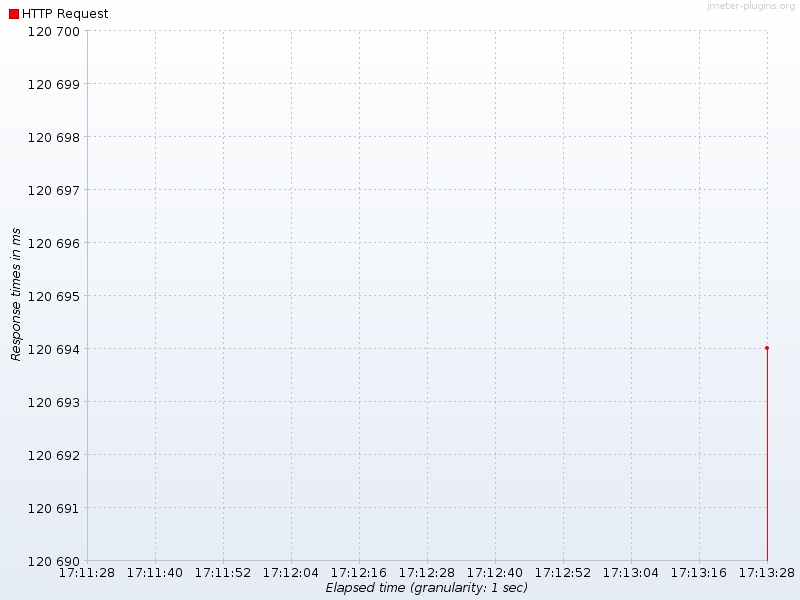 jmeter-plugins.org
HTTP Request
120 700
120 699
120 698
120 697
120 696
120 695
120 694
120 693
120 692
120 691
120 690
Response times in ms
17:11:28 17:11:40 17:11:52 17:12:04 17:12:16 17:12:28 17:12:40 17:12:52 17:13:04 17:13:16 17:13:28
Elapsed time (granularity: 1 sec)